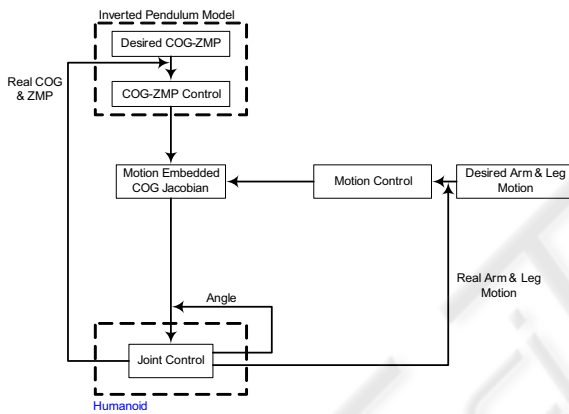 Inverted Pendulum Model
Desired COG-ZMP
Real COG
& ZMP
COG-ZMP Control
Motion Embedded
COG Jacobian
Motion Control
Desired Arm & Leg
Motion
Real Arm & Leg
Motion
Angle
Joint Control
Humanoid